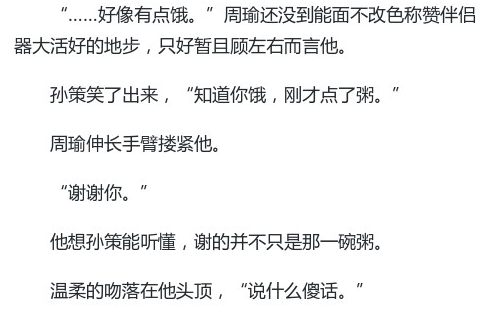 “……好像有点饿。”周瑜还没到能面不改色称赞伴侣
器大活好的地步，只好暂且顾左右而言他。
孙策笑了出来，“知道你饿，刚才点了粥。”
周瑜伸长手臂搂紧他。
“谢谢你。”
他想孙策能听懂，谢的并不只是那一碗粥。
温柔的吻落在他头顶，“说什么傻话。”